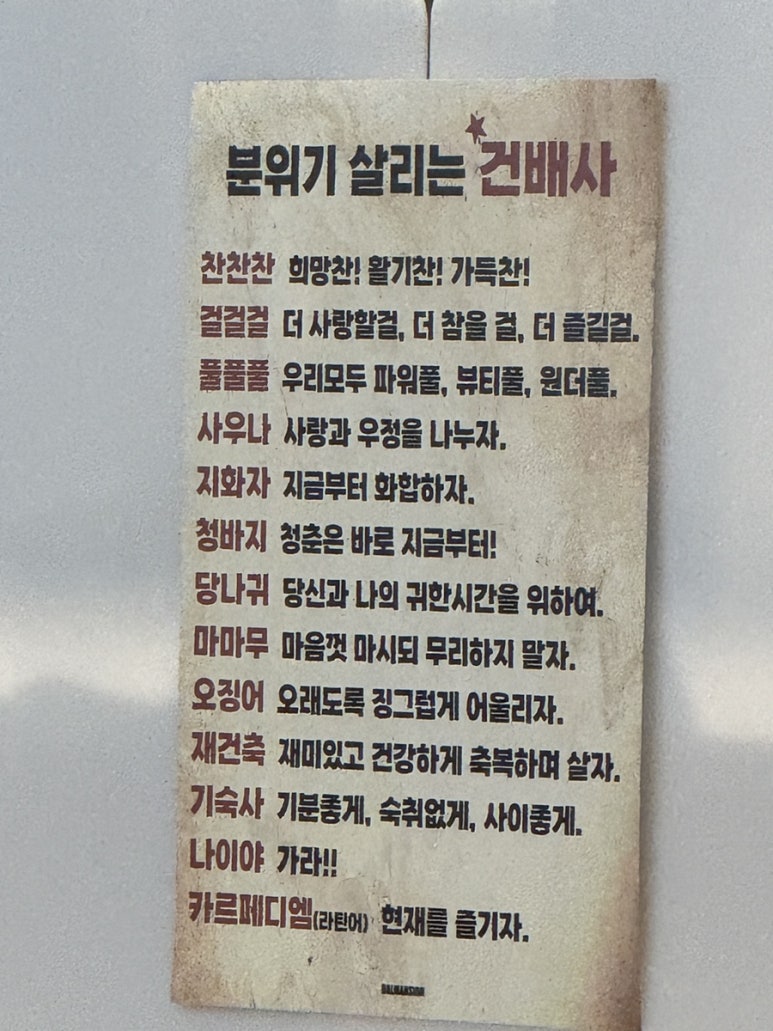 분위기 살리는 건배사
찬찬찬 희망찬! 활기찬! 가득찬!
걸걸걸 더 사랑할걸, 더 참을 걸, 더 즐길걸.
풀풀풀 우리모두 파워풀, 뷰티풀, 원더풀.
사우나 사랑과 우정을 나누자.
지화자 지금부터 화합하자.
청바지 청춘은 바로 지금부터!
당나귀 당신과 나의 귀한시간을 위하여.
마마무 마음껏 마시되 무리하지 말자.
오징어 오래도록 징그럽게 어울리자.
재건축 재미있고 건강하게 축복하며 살자.
기숙사 기분좋게, 숙취없게, 사이좋게.
나이야 가라!!
카르페디엠(라틴어) 현재를 즐기자.